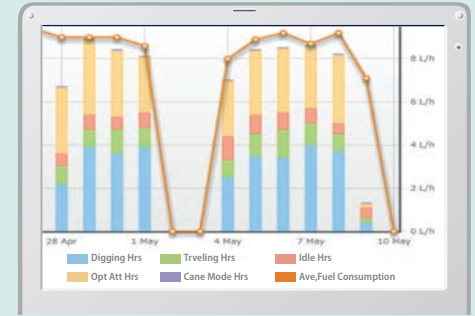 8 L/h
6 L/h
4 L/h
2 L/h
0 L/h
28 Apr 1 May 4 May 7 May 10 May
Digging Hrs Trveling Hrs Idle Hrs
Opt Att Hrs Cane Mode Hrs Ave,Fuel Consumption